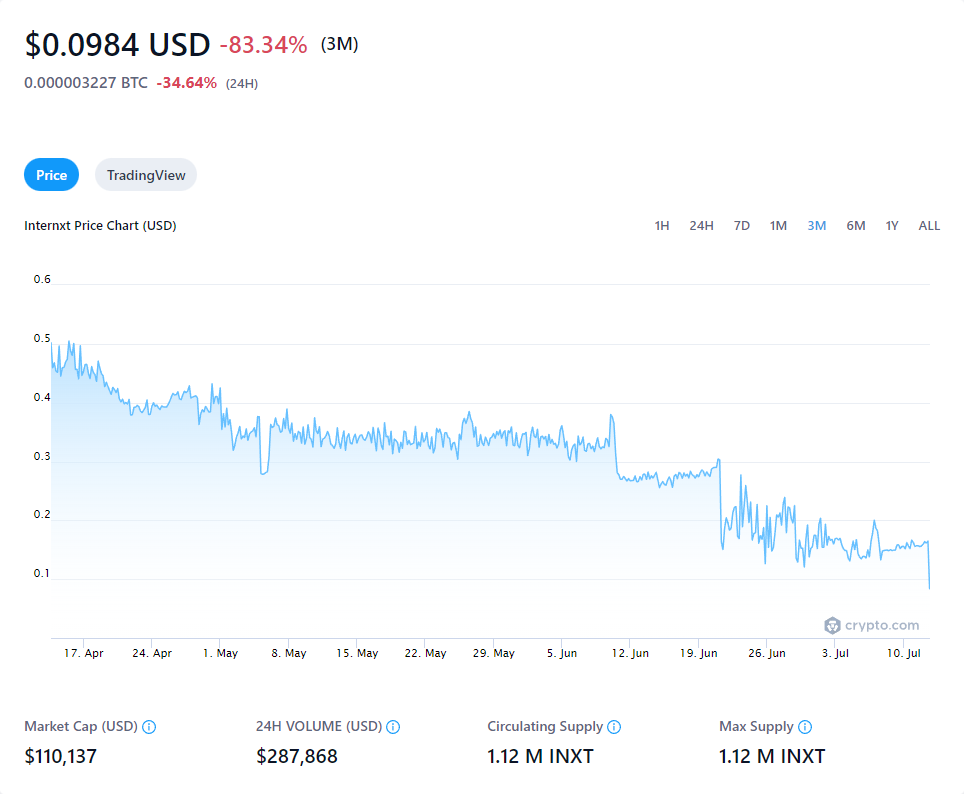 $0.0984 USD -83.34% (3M)
0.000003227 BTC -34.64% (24H)
Price TradingView
Internxt Price Chart (USD) 1H 24H 7D 1M 3M 6M 1Y ALL
0.6
0.5
0.4
0.3
0.2
0.1
crypto.com
17. Apr 24. Apr 1. May 8. May 15. May 22. May 29. May 5. Jun 12. Jun 19. Jun 26. Jun 3. Jul 10. Jul
Market Cap (USD) 24H VOLUME (USD) Circulating Supply Max Supply
$110,137 $287,868 1.12 M INXT 1.12 M INXT